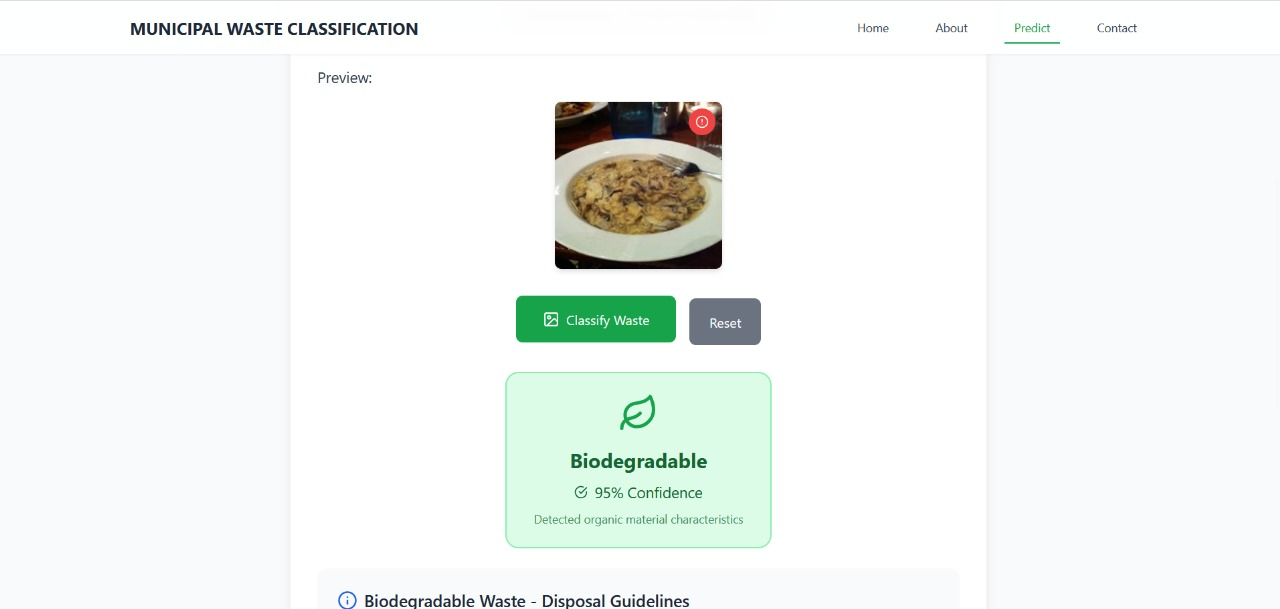 MUNICIPAL WASTE CLASSIFICATION
Home About Predict Contact
Preview:
Classify Waste
Reset
Biodegradable
95% Confidence
Detected organic material characteristics
Biodegradable Waste - Disposal Guidelines